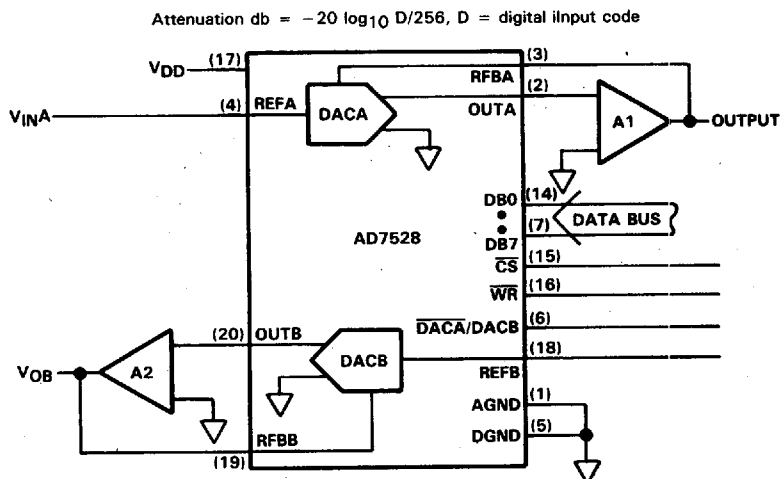 Attenuation db = −20 log10 D/256, D = digital iInput code
(17)
VDD
(3)
RFBA
(4)
REFA
(2)
VINA
DACA
OUTA
A1
OUTPUT
DB0
(14)
DATA BUS
AD7528
(7)
DB7
(15)
CS
(16)
WR
(20)
OUTB
DACA/DACB
(6)
DACB
(18)
VOB
A2
REFB
AGND
(1)
DGND
(5)
RFBB
(19)